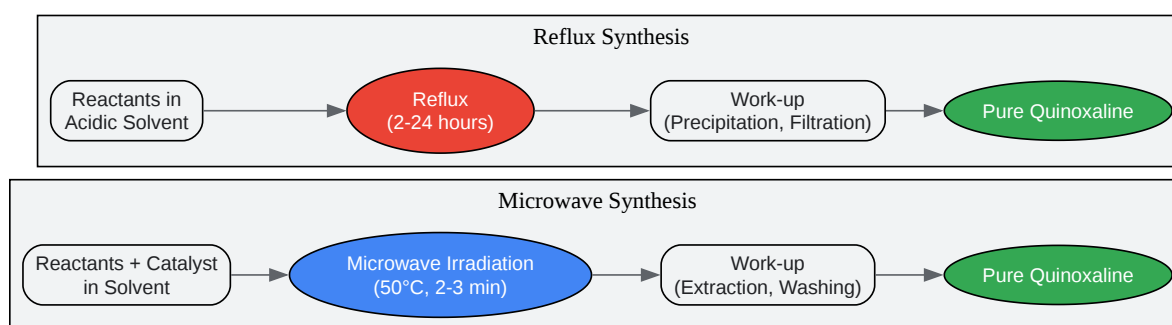 Reflux Synthesis
Reactants in
Acidic Solvent
Reflux
(2-24 hours)
Work-up
(Precipitation, Filtration)
Pure Quinoxaline
Microwave Synthesis
Reactants + Catalyst
in Solvent
Microwave Irradiation
(50°C, 2-3 min)
Work-up
(Extraction, Washing)
Pure Quinoxaline